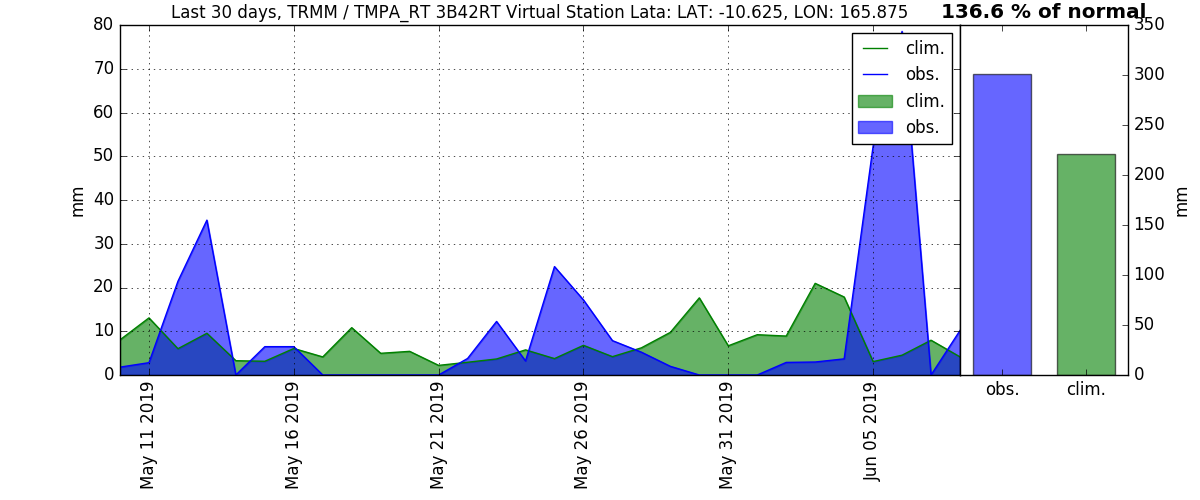 Last 30 days, TRMM / TMPA_RT 3B42RT Virtual Station Lata: LAT: -10.625, LON: 165.875
136.6 % of normal
80
70
60
50
40
30
20
10
0
mm
clim.
obs.
clim.
obs.
May 11 2019
May 16 2019
May 21 2019
May 26 2019
May 31 2019
Jun 05 2019
350
300
250
200
150
100
50
0
mm
obs.
clim.